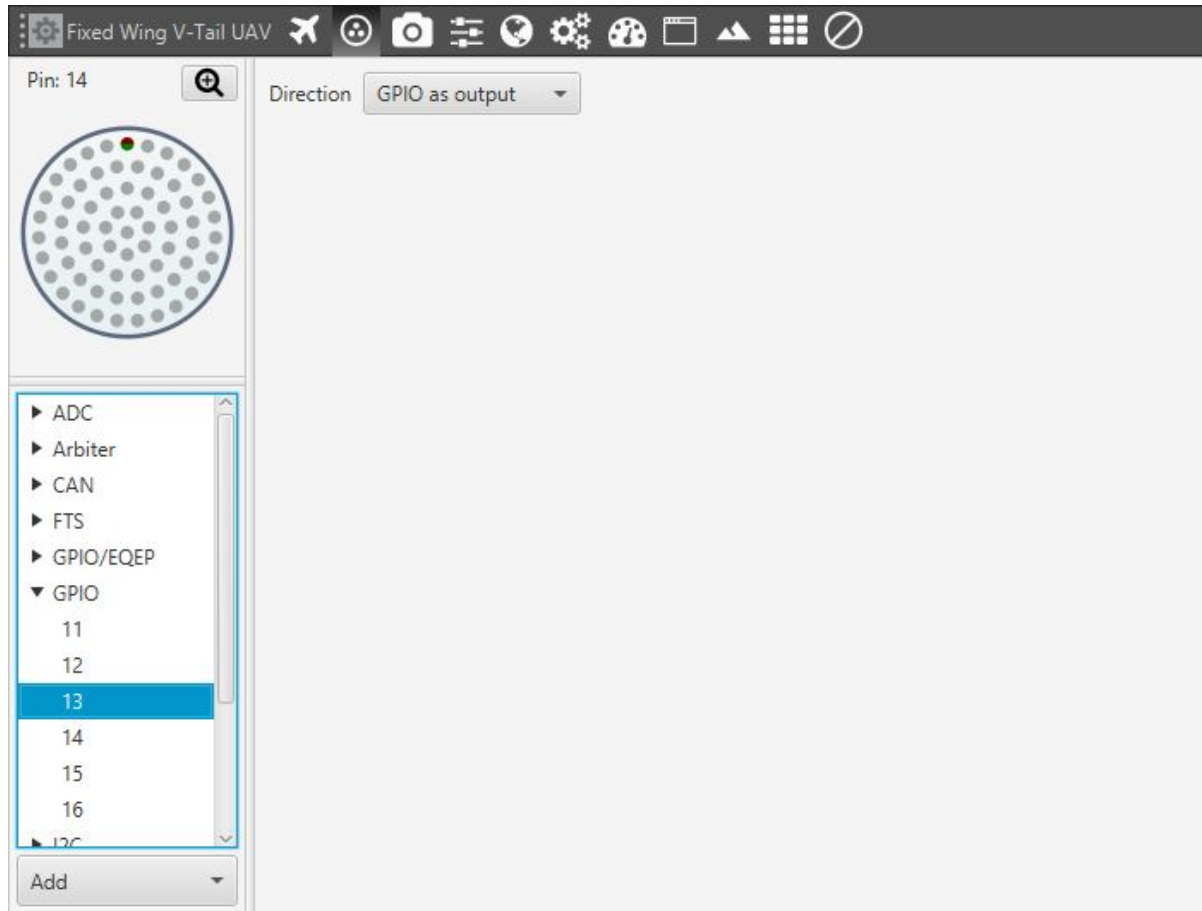 Fixed Wing V-Tail UAV
Pin: 14
Direction GPIO as output
ADC
Arbiter
CAN
FTS
GPIO/EQEP
GPIO
11
12
13
14
15
16
I2C
Add